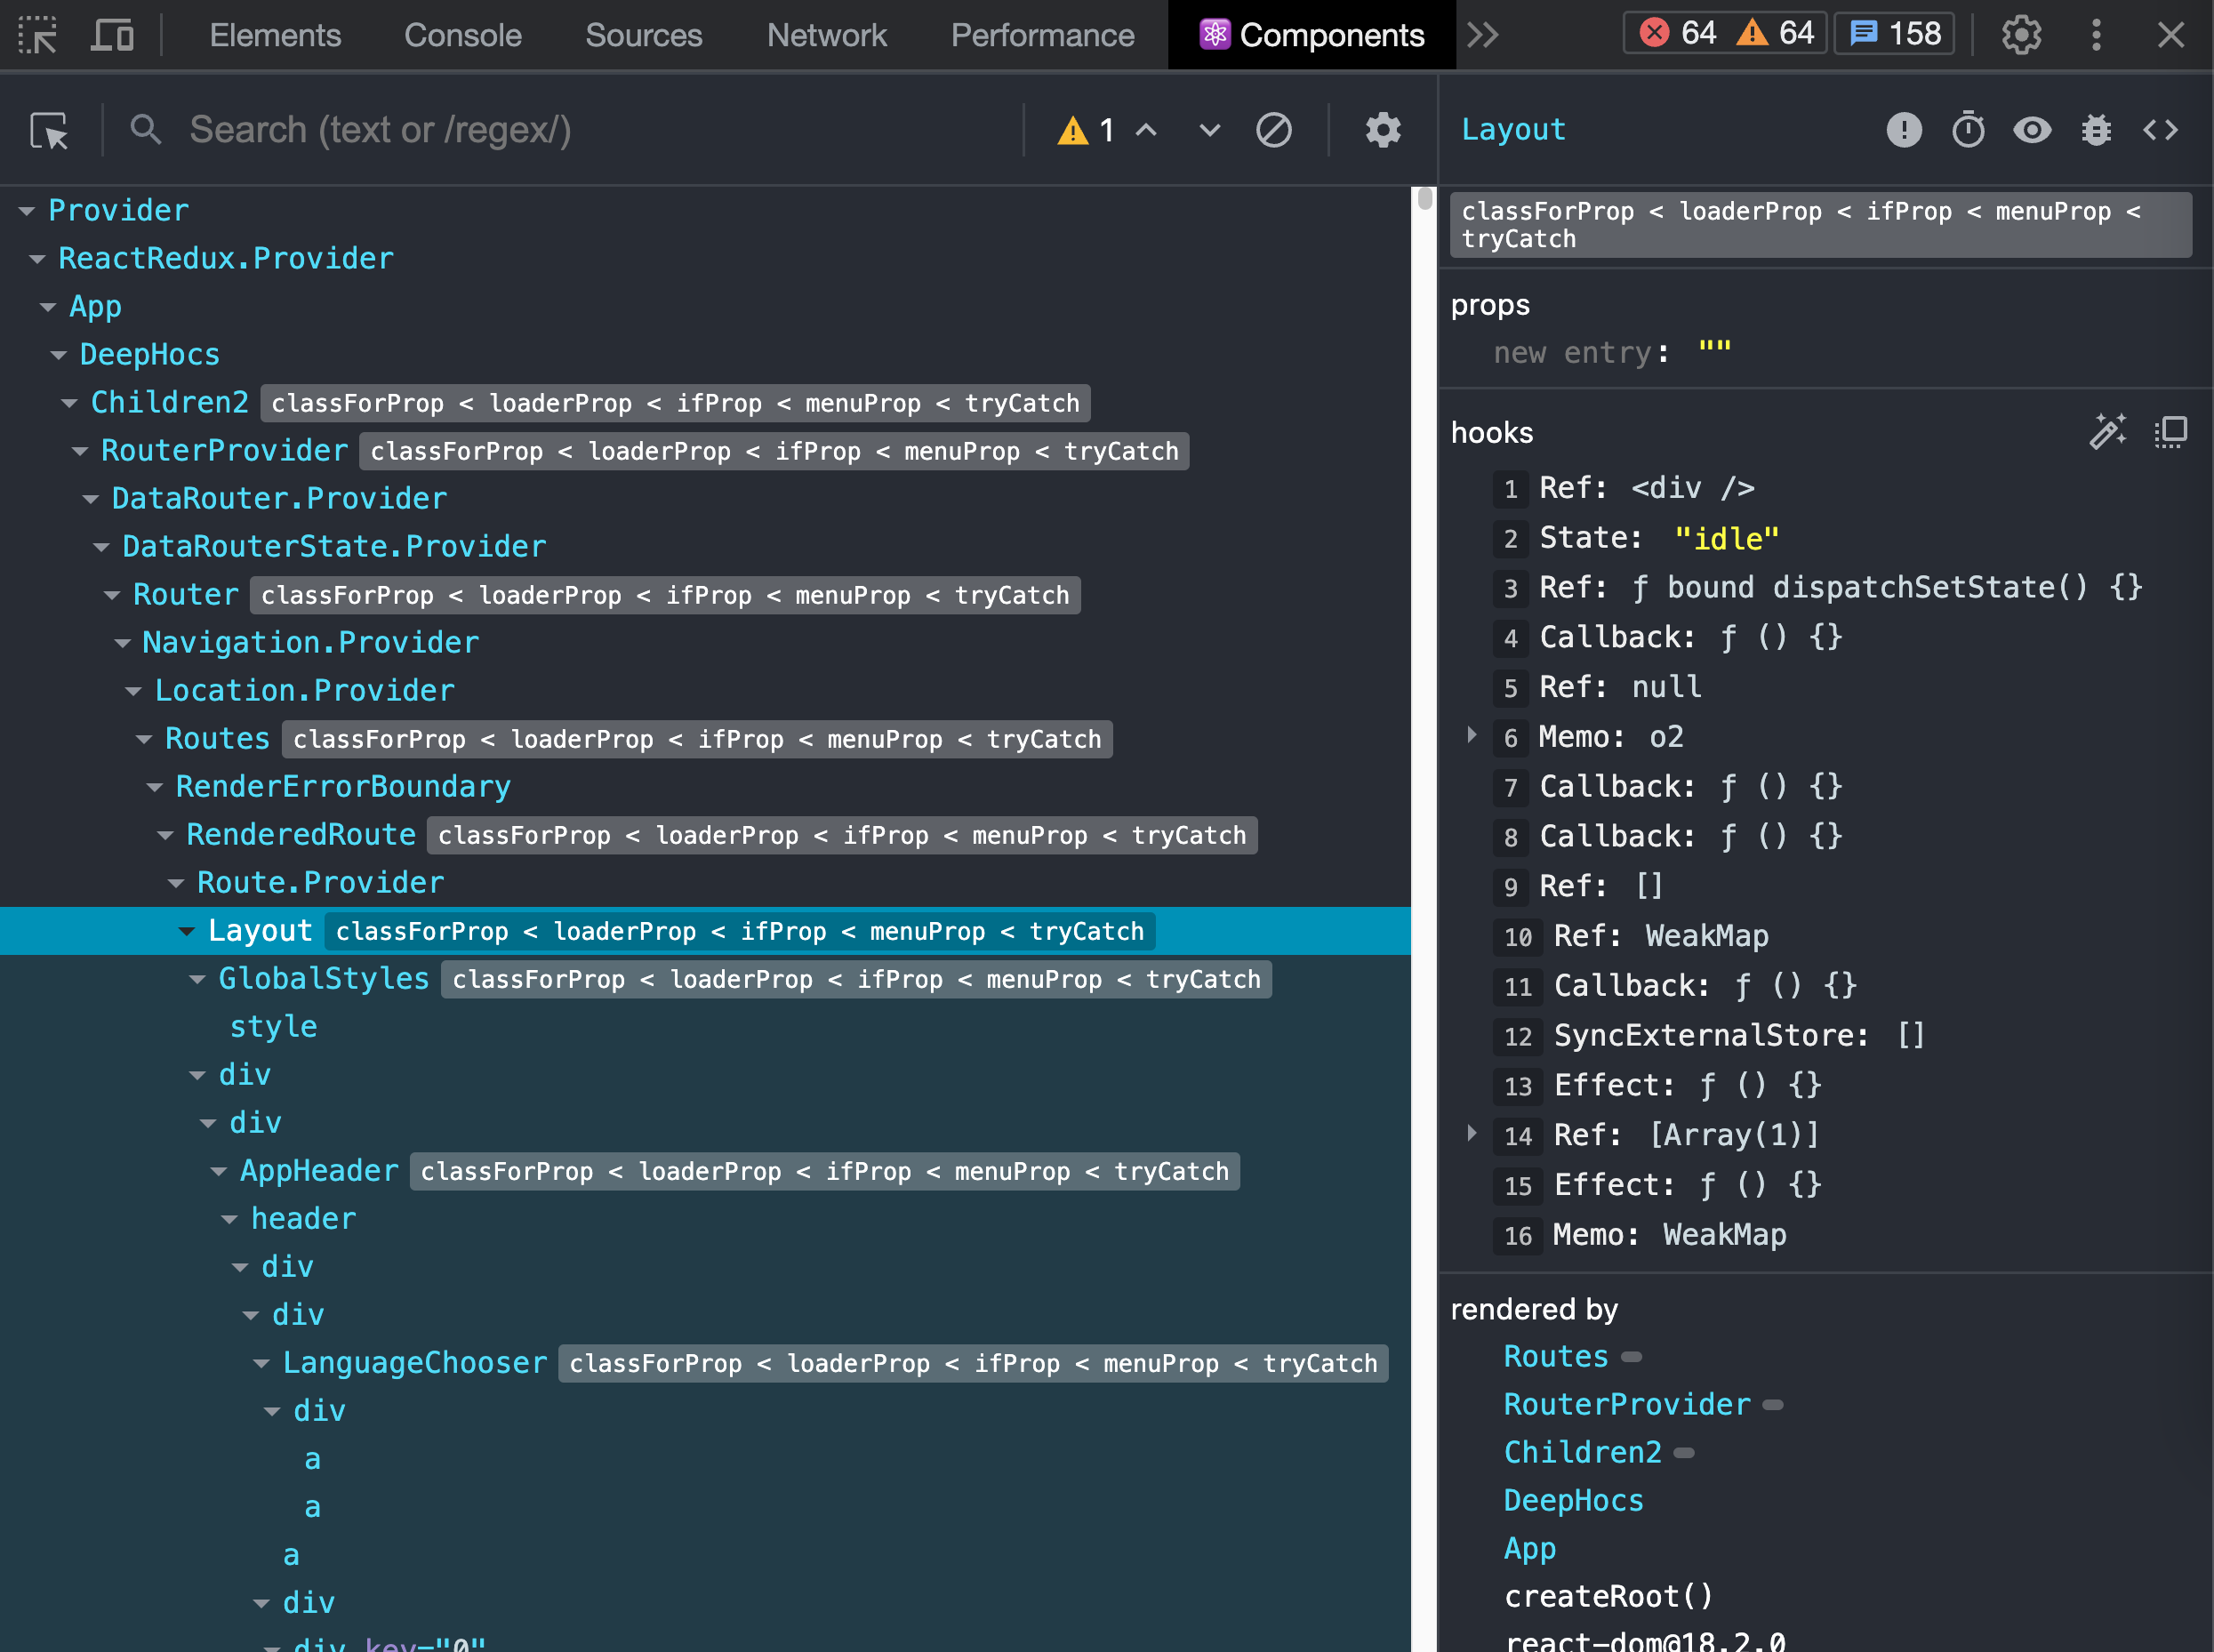 Elements Console Sources Network Performance Components 64 64 158
Search (text or /regex/) 1
Provider
ReactRedux.Provider
App
DeepHocs
Children2 classForProp < loaderProp < ifProp < menuProp < tryCatch
RouterProvider classForProp < loaderProp < ifProp < menuProp < tryCatch
DataRouter.Provider
DataRouterState.Provider
Router classForProp < loaderProp < ifProp < menuProp < tryCatch
Navigation.Provider
Location.Provider
Routes classForProp < loaderProp < ifProp < menuProp < tryCatch
RenderErrorBoundary
RenderedRoute classForProp < loaderProp < ifProp < menuProp < tryCatch
Route.Provider
Layout classForProp < loaderProp < ifProp < menuProp < tryCatch
GlobalStyles classForProp < loaderProp < ifProp < menuProp < tryCatch
style
div
div
AppHeader classForProp < loaderProp < ifProp < menuProp < tryCatch
header
div
div
LanguageChooser classForProp < loaderProp < ifProp < menuProp < tryCatch
div
a
a
a
div
div key="0"
Layout
classForProp < loaderProp < ifProp < menuProp <
tryCatch
props
new entry: ""
hooks
1 Ref: <div />
2 State: "idle"
3 Ref: ƒ bound dispatchSetState() {}
4 Callback: ƒ () {}
5 Ref: null
6 Memo: o2
7 Callback: ƒ () {}
8 Callback: ƒ () {}
9 Ref: []
10 Ref: WeakMap
11 Callback: ƒ () {}
12 SyncExternalStore: []
13 Effect: ƒ () {}
14 Ref: [Array(1)]
15 Effect: ƒ () {}
16 Memo: WeakMap
rendered by
Routes
RouterProvider
Children2
DeepHocs
App
createRoot()
react-dom@18.2.0